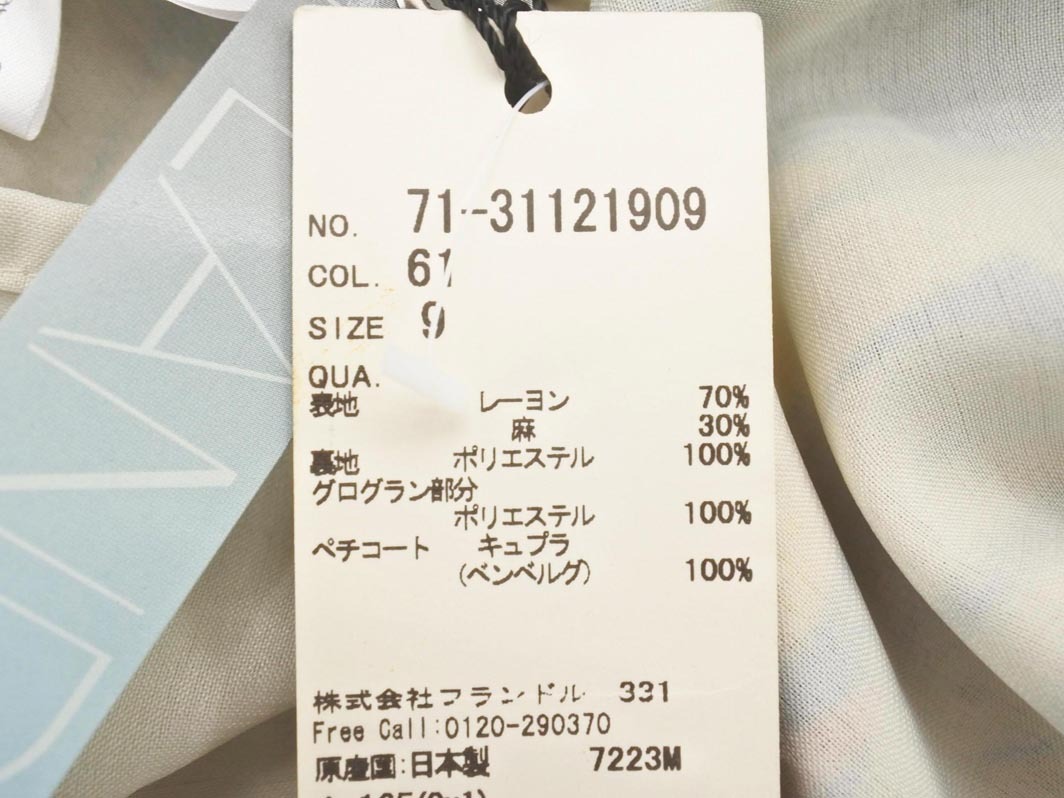 NO. 71--31121909
COL. 61
SIZE 9
QUA.
表地 レーヨン 70%
麻 30%
裏地 ポリエステル 100%
グログラン部分
ポリエステル 100%
ペチコート キュプラ
(ベンベルグ) 100%
株式会社フランドル 331
Free Call:0120-290370
原産国:日本製 7223M